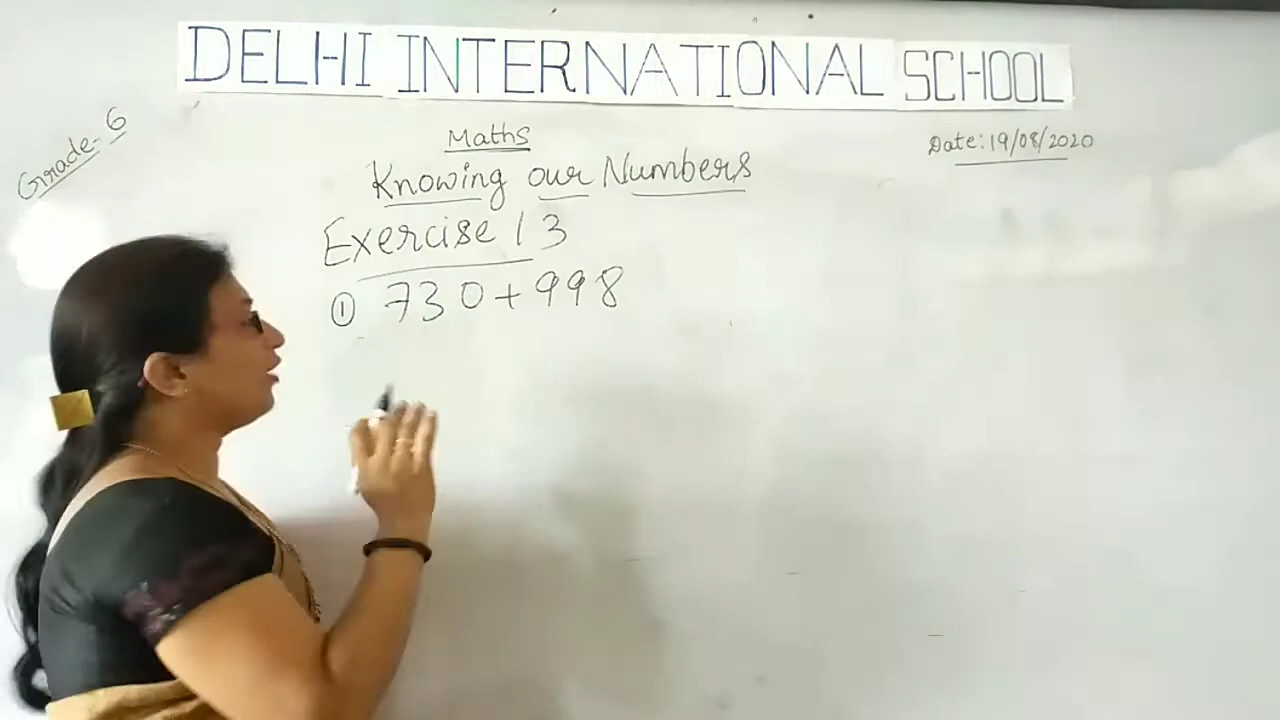 DELHI INTERNATIONAL SCHOOL
Grade-6
Maths
Date:19/08/2020
Knowing our Numbers
Exercise 1 3
① 730+998